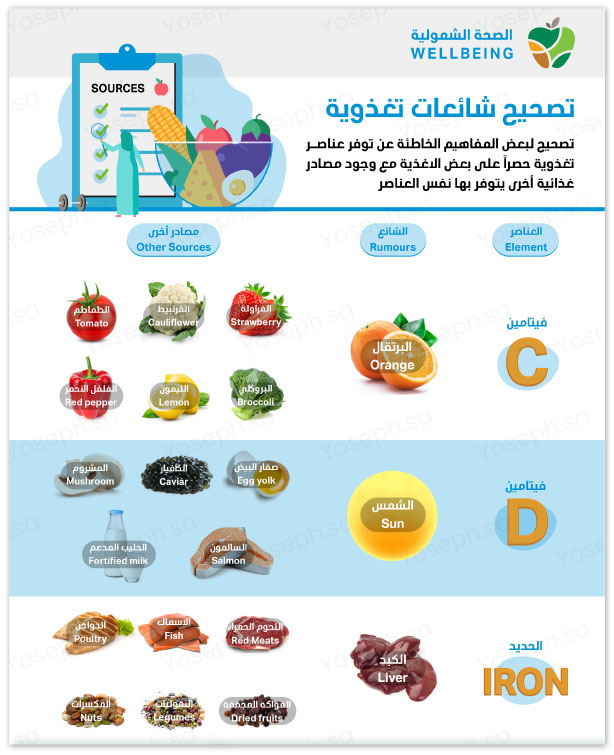 الصحة الشمولية
WELLBEING
SOURCES
تصحيح شائعات تغذوية
تصحيح لبعض المفاهيم الخاطئة عن توفر عناصر
تغذوية حصراً على بعض الاغذية مع وجود مصادر
غذائية أخرى يتوفر بها نفس العناصر
العناصر
Element
الشائع
Rumours
مصادر أخرى
Other Sources
فيتامين
C
البرتقال
Orange
الفراولة
Strawberry
القرنبيط
Cauliflower
الطماطم
Tomato
البروكلي
Broccoli
الليمون
Lemon
الفلفل الأحمر
Red pepper
فيتامين
D
الشمس
Sun
صفار البيض
Egg yolk
الكافيار
Caviar
المشروم
Mushroom
السالمون
Salmon
الحليب المدعم
Fortified milk
الحديد
IRON
الكبد
Liver
اللحوم الحمراء
Red Meats
الاسماك
Fish
الدواجن
Poultry
الفواكه المجففة
Dried fruits
البقوليات
Legumes
المكسرات
Nuts
Yoseph.sa